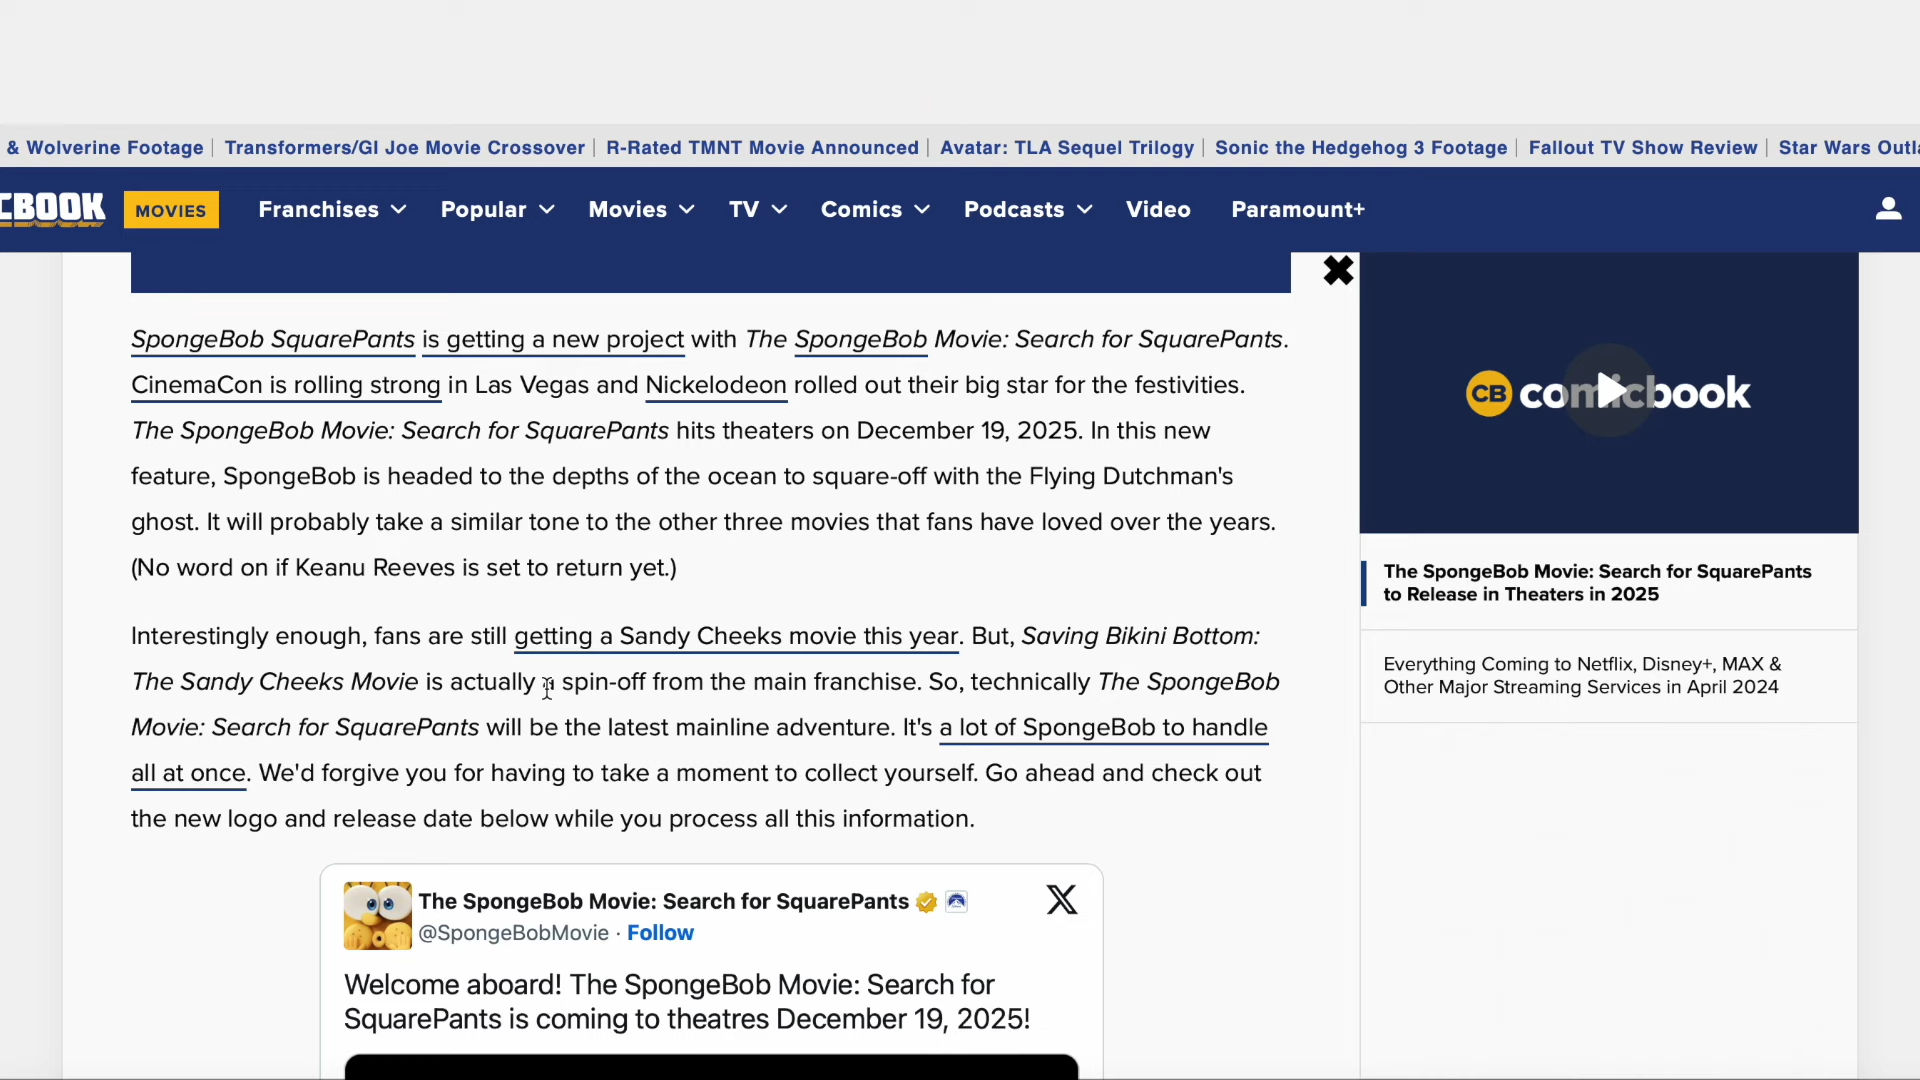 & Wolverine Footage | Transformers/GI Joe Movie Crossover | R-Rated TMNT Movie Announced | Avatar: TLA Sequel Trilogy | Sonic the Hedgehog 3 Footage | Fallout TV Show Review | Star Wars
CBOOK MOVIES Franchises Popular Movies TV Comics Podcasts Video Paramount+
SpongeBob SquarePants is getting a new project with The SpongeBob Movie: Search for SquarePants.
CinemaCon is rolling strong in Las Vegas and Nickelodeon rolled out their big star for the festivities.
The SpongeBob Movie: Search for SquarePants hits theaters on December 19, 2025. In this new
feature, SpongeBob is headed to the depths of the ocean to square-off with the Flying Dutchman's
ghost. It will probably take a similar tone to the other three movies that fans have loved over the years.
(No word on if Keanu Reeves is set to return yet.)
Interestingly enough, fans are still getting a Sandy Cheeks movie this year. But, Saving Bikini Bottom:
The Sandy Cheeks Movie is actually a spin-off from the main franchise. So, technically The SpongeBob
Movie: Search for SquarePants will be the latest mainline adventure. It's a lot of SpongeBob to handle
all at once. We'd forgive you for having to take a moment to collect yourself. Go ahead and check out
the new logo and release date below while you process all this information.
The SpongeBob Movie: Search for SquarePants
@SpongeBobMovie · Follow
Welcome aboard! The SpongeBob Movie: Search for
SquarePants is coming to theatres December 19, 2025!
CB comicbook
The SpongeBob Movie: Search for SquarePants
to Release in Theaters in 2025
Everything Coming to Netflix, Disney+, MAX &
Other Major Streaming Services in April 2024